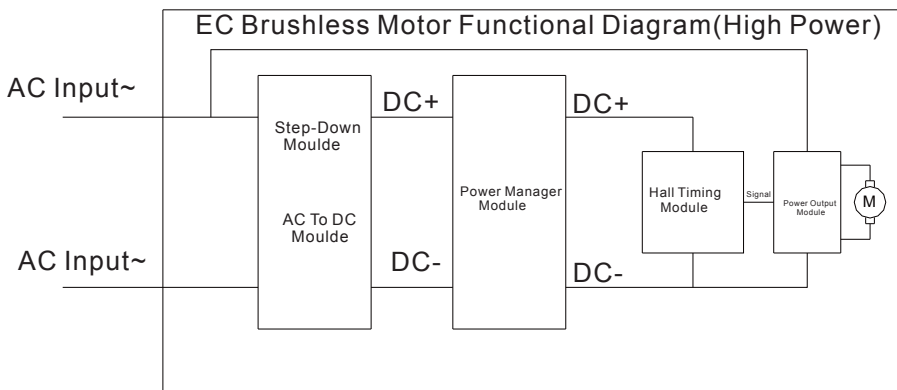 EC Brushless Motor Functional Diagram(High Power)
AC Input~
DC+
DC+
Step-Down
Moulde
AC To DC
Moulde
Power Manager
Module
Hall Timing
Module
Signal
Power Output
Module
M
AC Input~
DC-
DC-